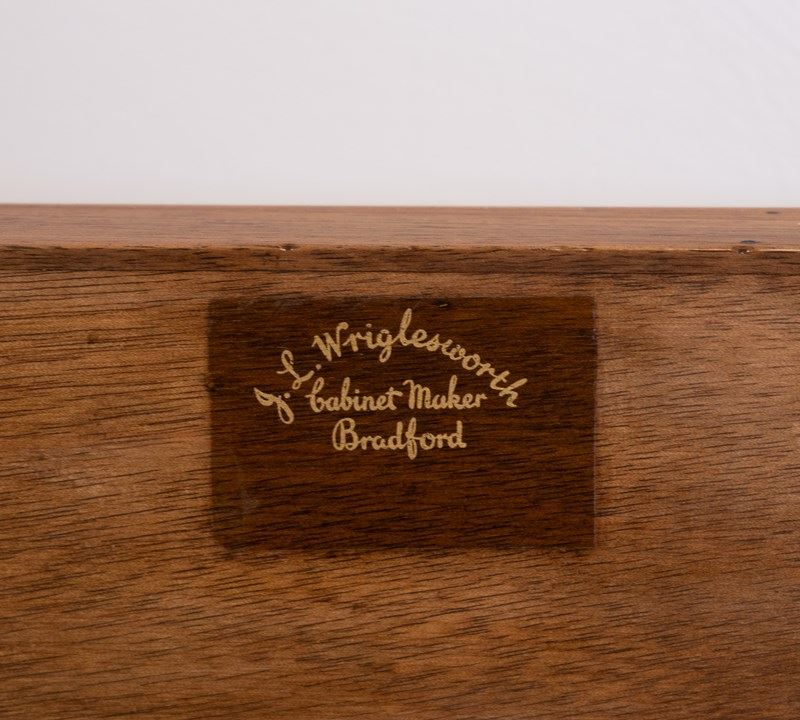 J. L. Wriglesworth
Cabinet Maker
Bradford